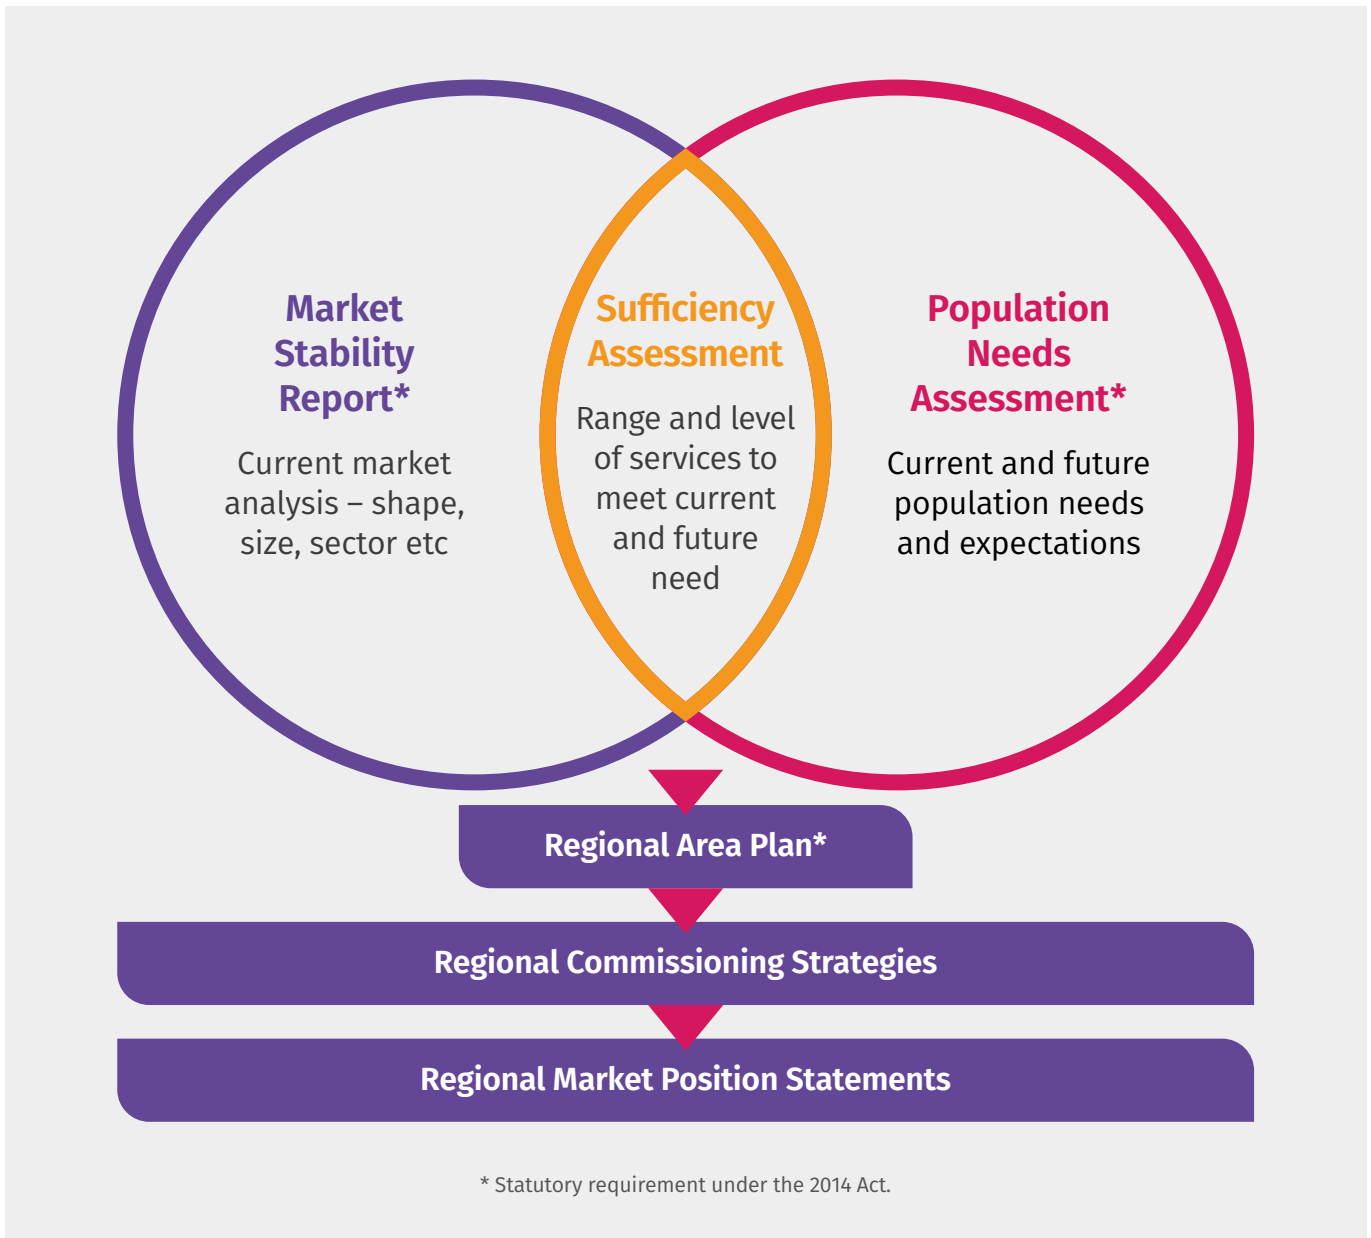 Market
Stability
Report*
Current market
analysis – shape,
size, sector etc
Sufficiency
Assessment
Range and level
of services to
meet current
and future
need
Population
Needs
Assessment*
Current and future
population needs
and expectations
Regional Area Plan*
Regional Commissioning Strategies
Regional Market Position Statements
* Statutory requirement under the 2014 Act.